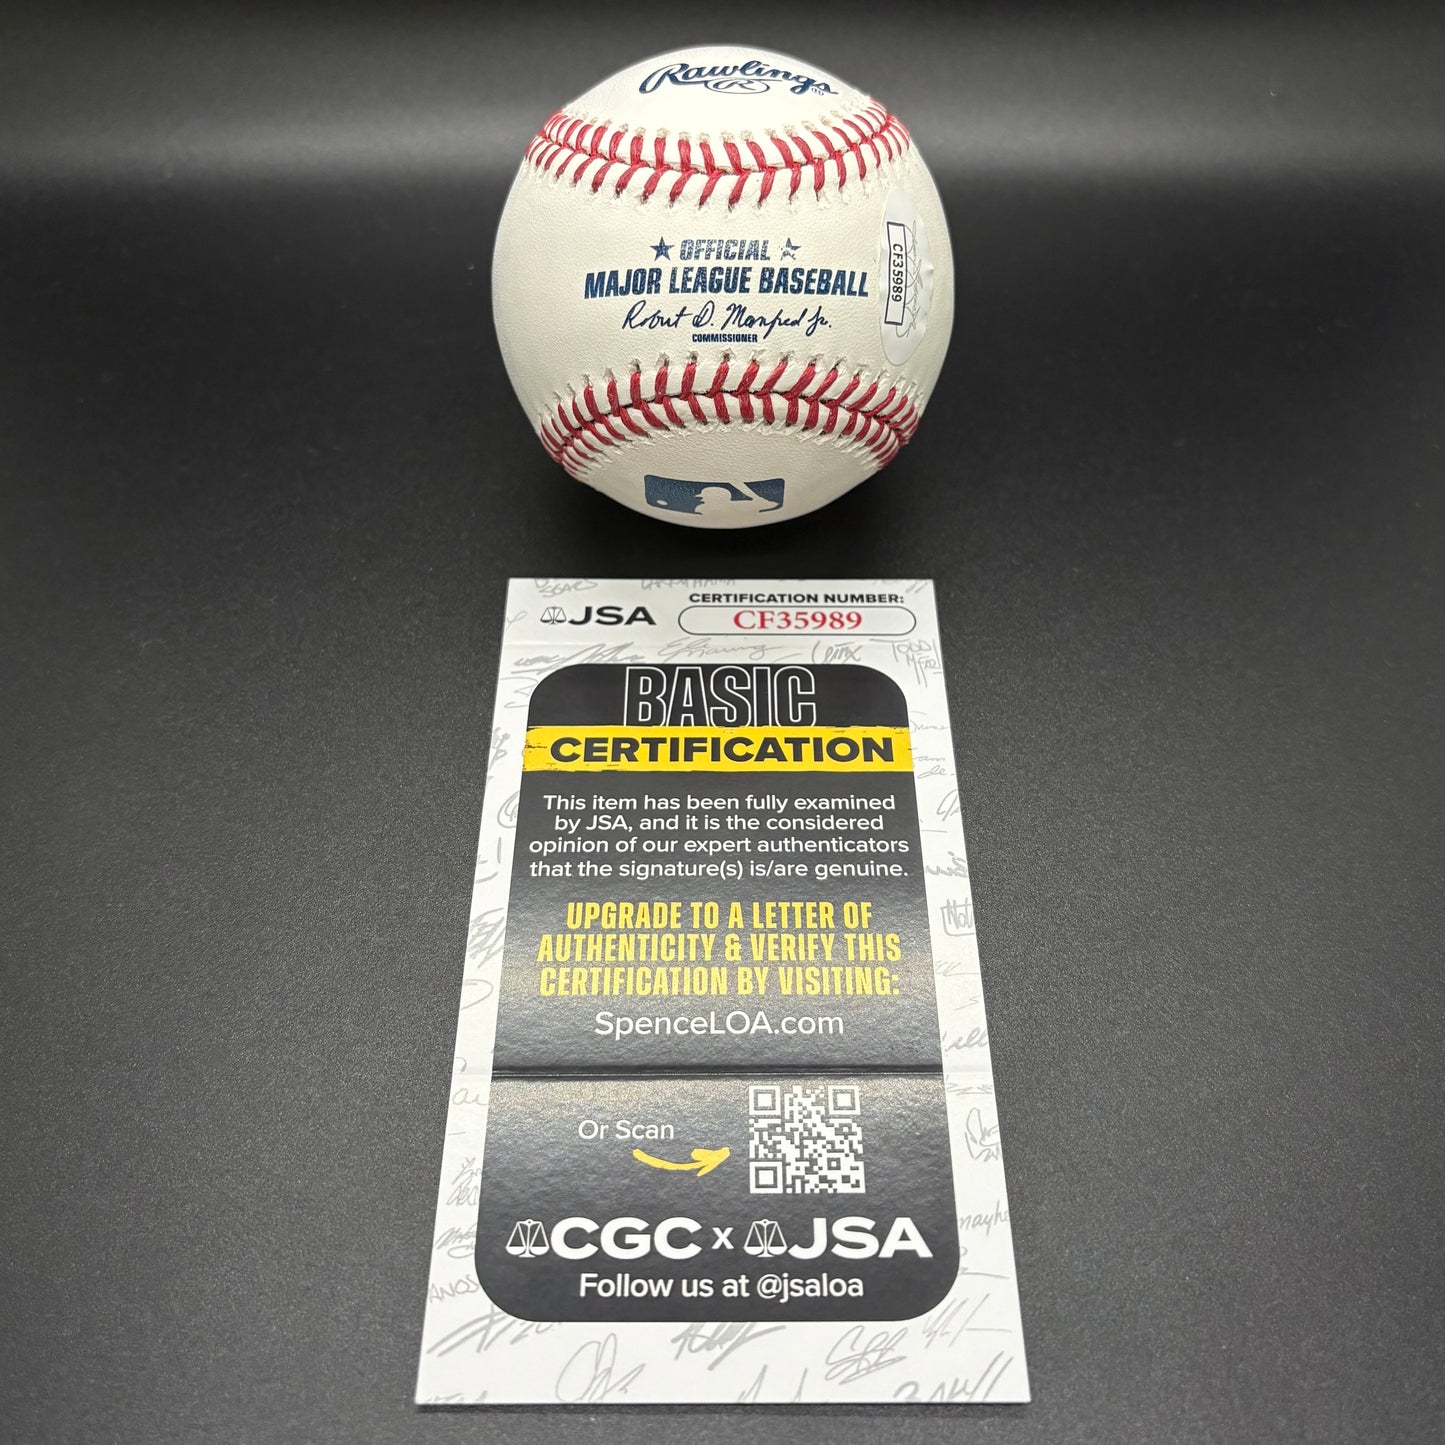 Rawlings
R
★ OFFICIAL ★
MAJOR LEAGUE BASEBALL
Robert D. Manfred Jr.
COMMISSIONER
CF35989
JSA
CERTIFICATION NUMBER:
CF35989
BASIC
CERTIFICATION
This item has been fully examined
by JSA, and it is the considered
opinion of our expert authenticators
that the signature(s) is/are genuine.
UPGRADE TO A LETTER OF
AUTHENTICITY & VERIFY THIS
CERTIFICATION BY VISITING:
SpenceLOA.com
Or Scan
CGC x JSA
Follow us at @jsaloa